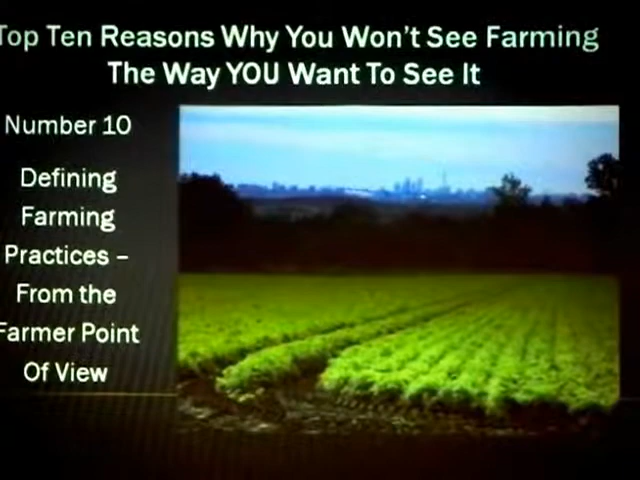 Top Ten Reasons Why You Won't See Farming
The Way YOU Want To See It
Number 10
Defining
Farming
Practices –
From the
Farmer Point
Of View